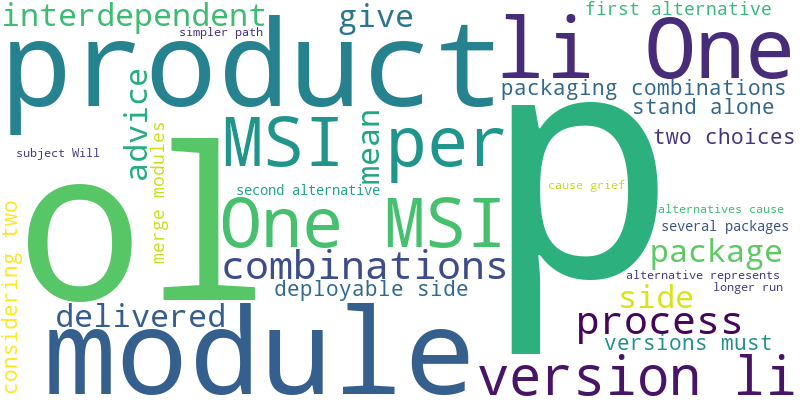 interdependent
simpler path
give
first alternative
product
li One
packaging combinations
stand alone
advice
MSI per
mean
two choices
p
subject Will
merge modules
second alternative
cause grief
ol
One MSI
alternatives cause
several packages
considering two
combinations
package
alternative represents
deployable side
longer run
side
delivered
process
module
versions must
version li